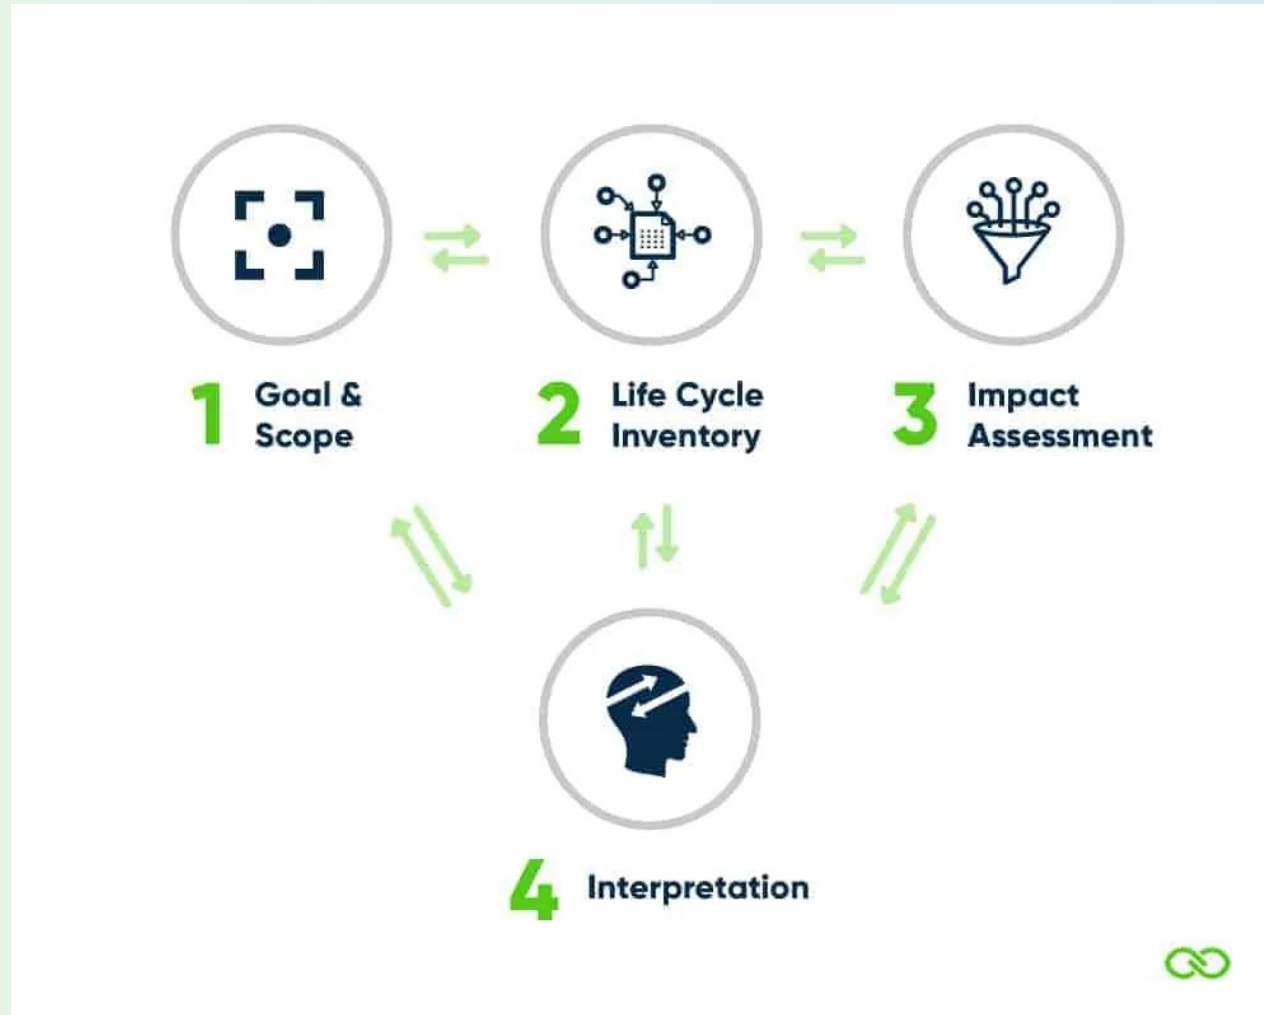 1 Goal &
Scope
2 Life Cycle
Inventory
3 Impact
Assessment
4 Interpretation